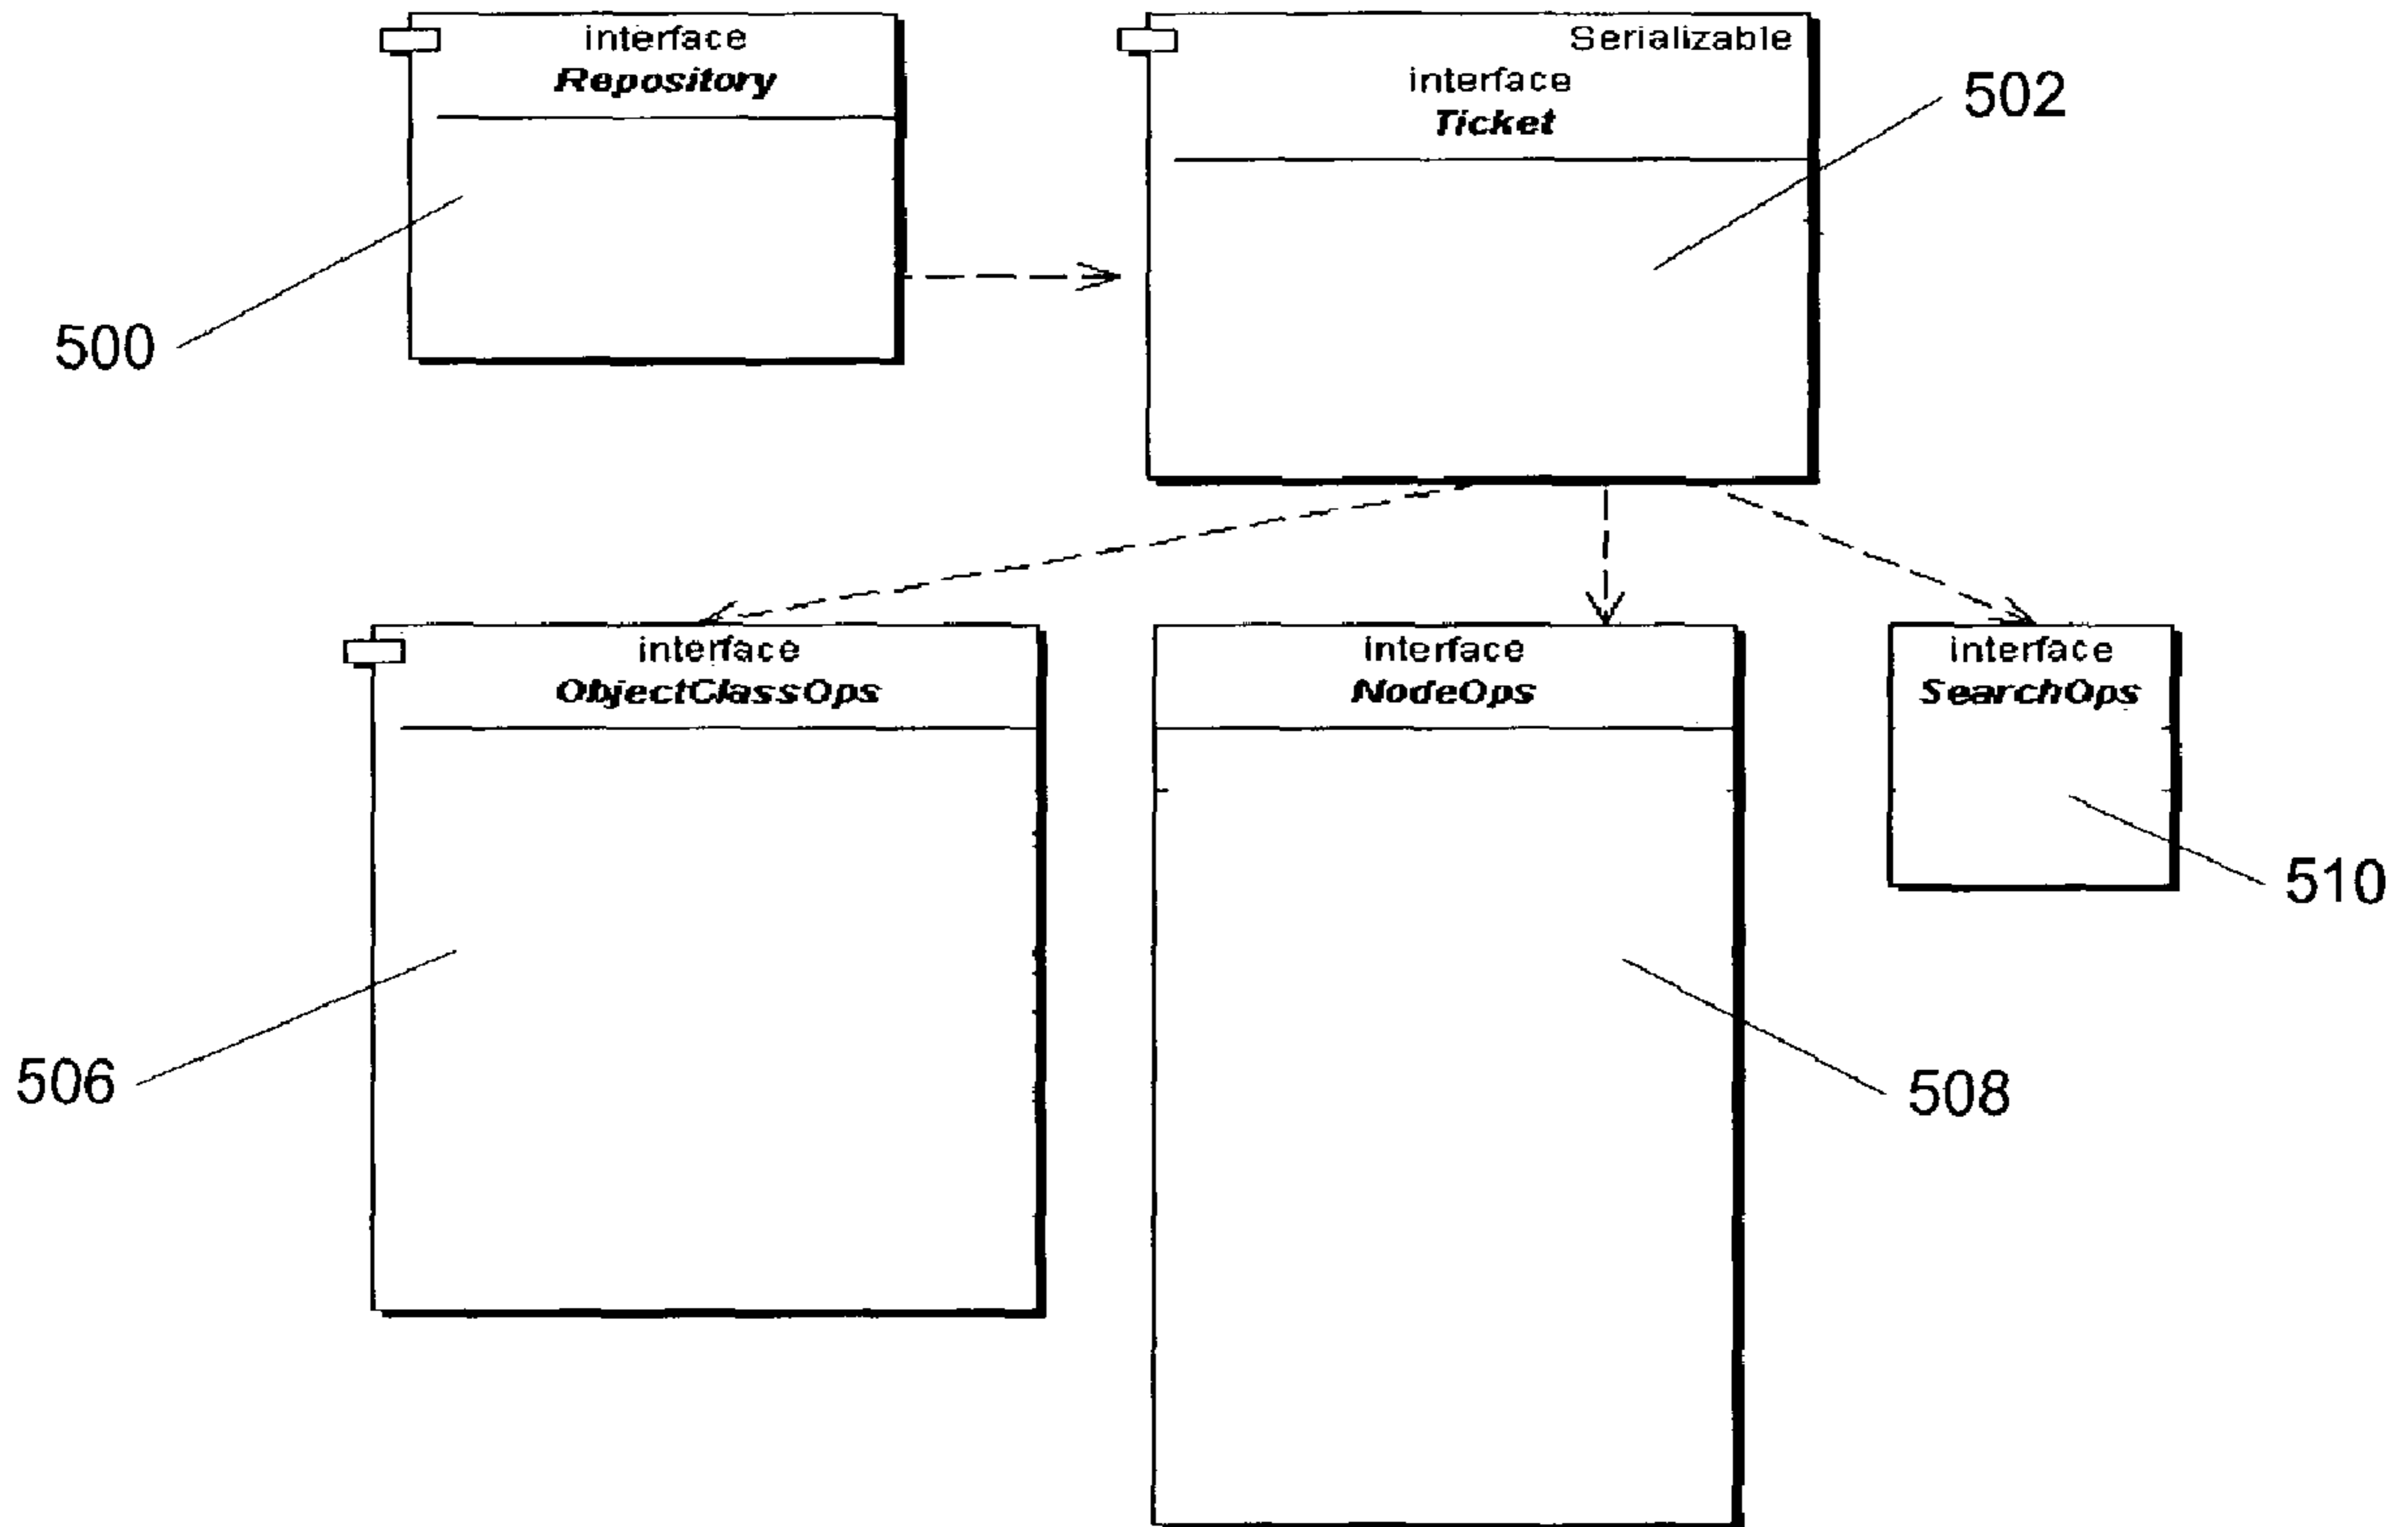 interface
Repository
Serializable
interface
Ticket
502
500
interface
ObjectClassOps
interface
NodeOps
interface
SearchOps
510
506
508